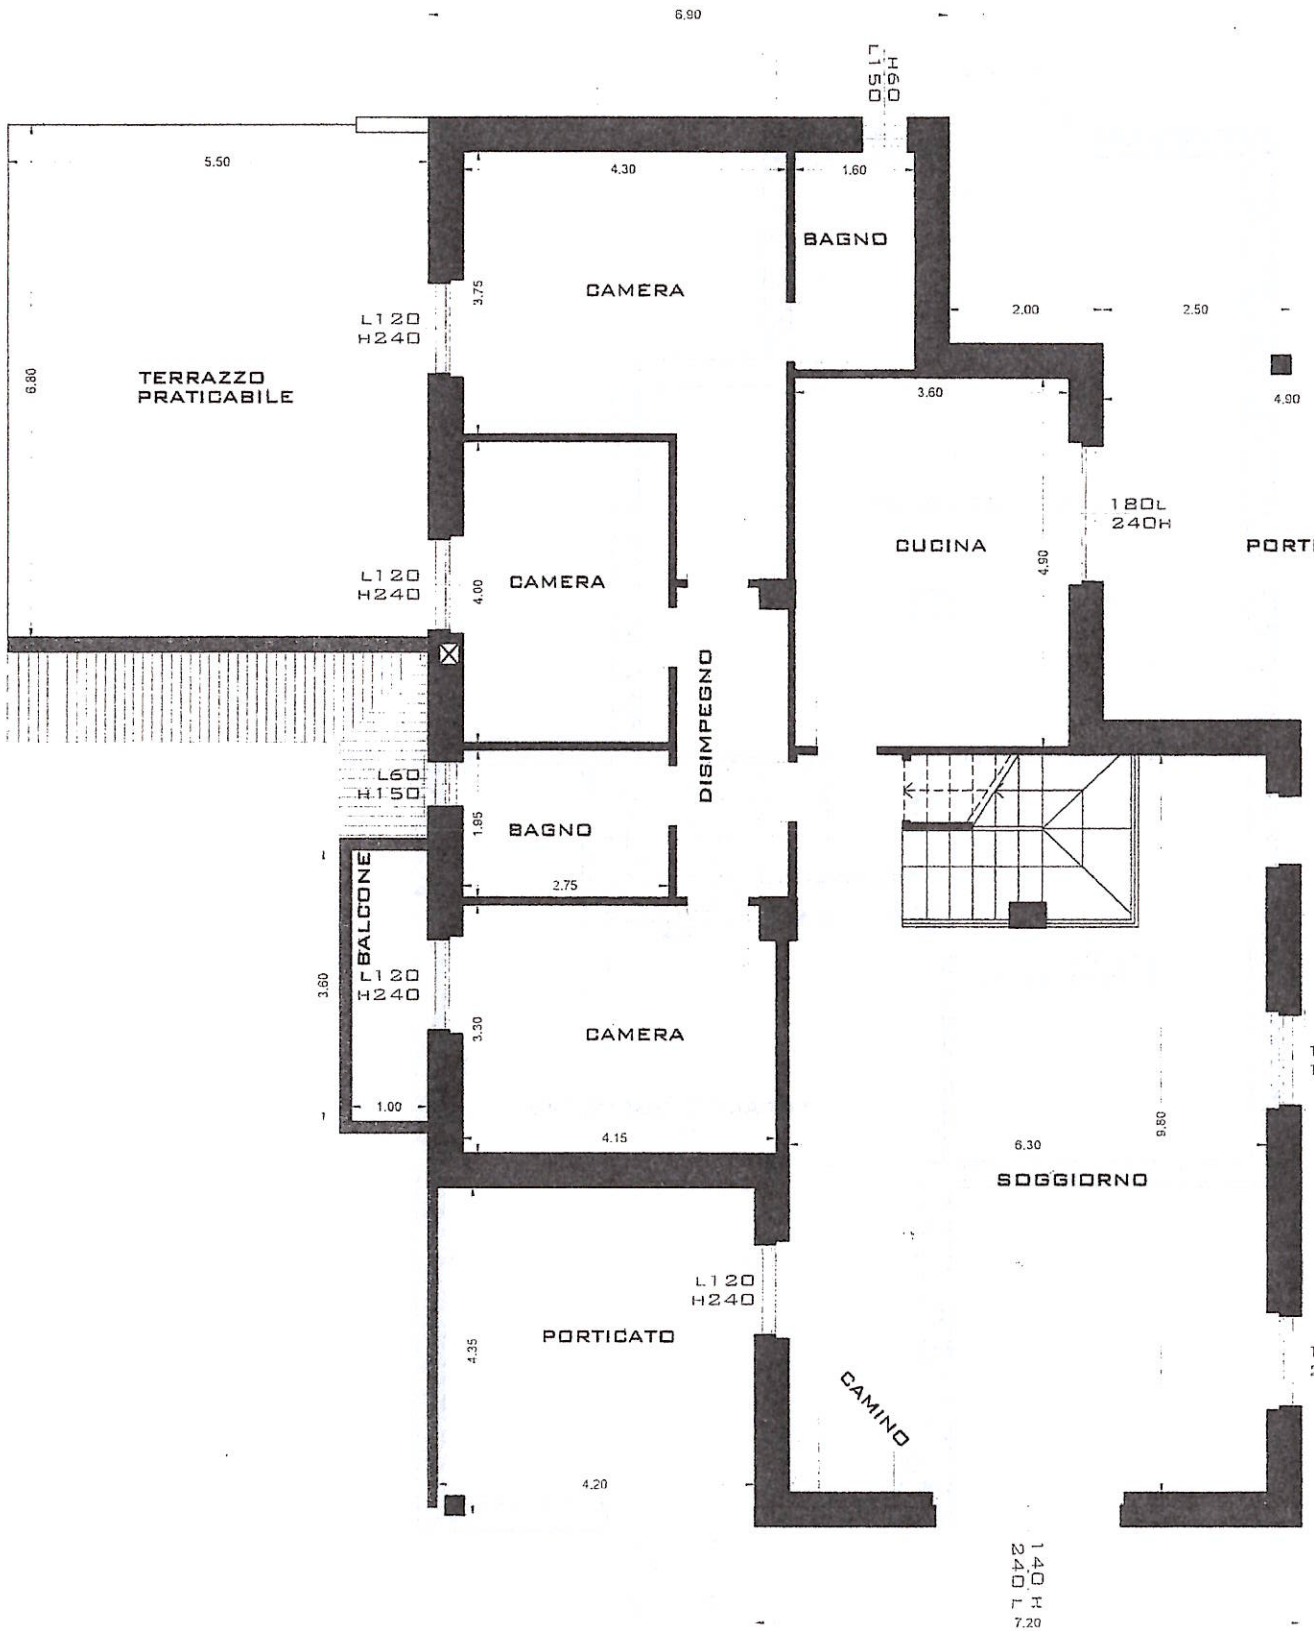 6.90
H60
L150
5.50
4.30
1.60
BAGNO
3.75
CAMERA
L120
H240
2.00
2.50
6.80
TERRAZZO
PRATICABILE
3.60
4.90
180L
240H
CUCINA
4.90
PORTI
L120
H240
4.00
CAMERA
DISIMPEGNO
L60
H150
1.95
BAGNO
2.75
BALCONE
L120
H240
3.60
3.30
CAMERA
1.00
4.15
6.30
9.80
SOGGIORNO
L120
H240
4.35
PORTICATO
CAMINO
4.20
140 H
240 L
7.20